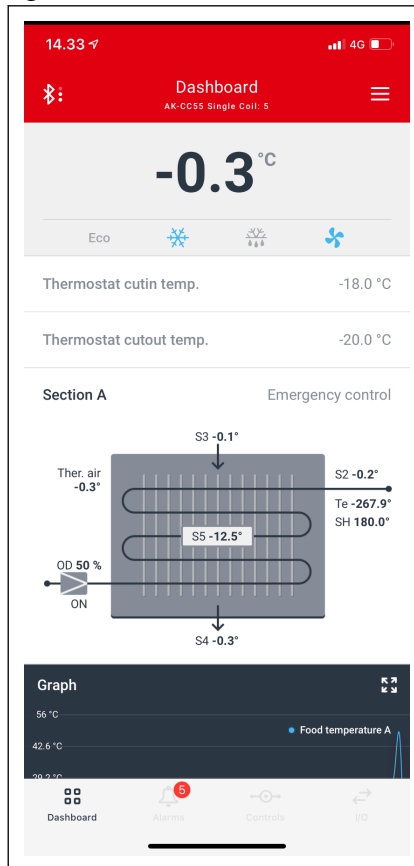 14.33
4G
Dashboard
AK-CC55 Single Coil: 5
-0.3 °C
Eco
Thermostat cutin temp. -18.0 °C
Thermostat cutout temp. -20.0 °C
Section A Emergency control
S3 -0.1°
Ther. air
-0.3°
S2 -0.2°
Te -267.9°
SH 180.0°
S5 -12.5°
OD 50 %
ON
S4 -0.3°
Graph
56 °C
Food temperature A
42.6 °C
29.2 °C
5
Dashboard Alarms Controls I/O